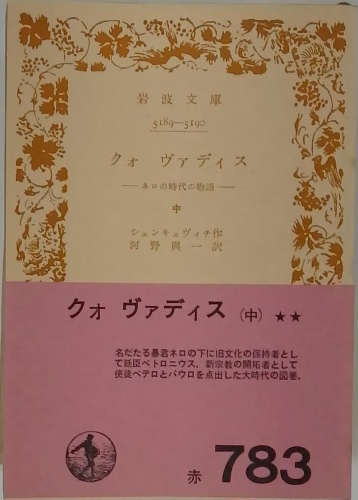 岩波文庫
5189—5190
クォ ヴァディス
— ネロの時代の物語 —
中
シェンキェヴィチ作
河野與一訳
クォ ヴァディス (中) ★★
名だたる暴君ネロの下に旧文化の保持者とし
て廷臣ペトロニウス，新宗教の開拓者として
使徒ペテロとパウロを点出した大時代の図巻．
赤 783